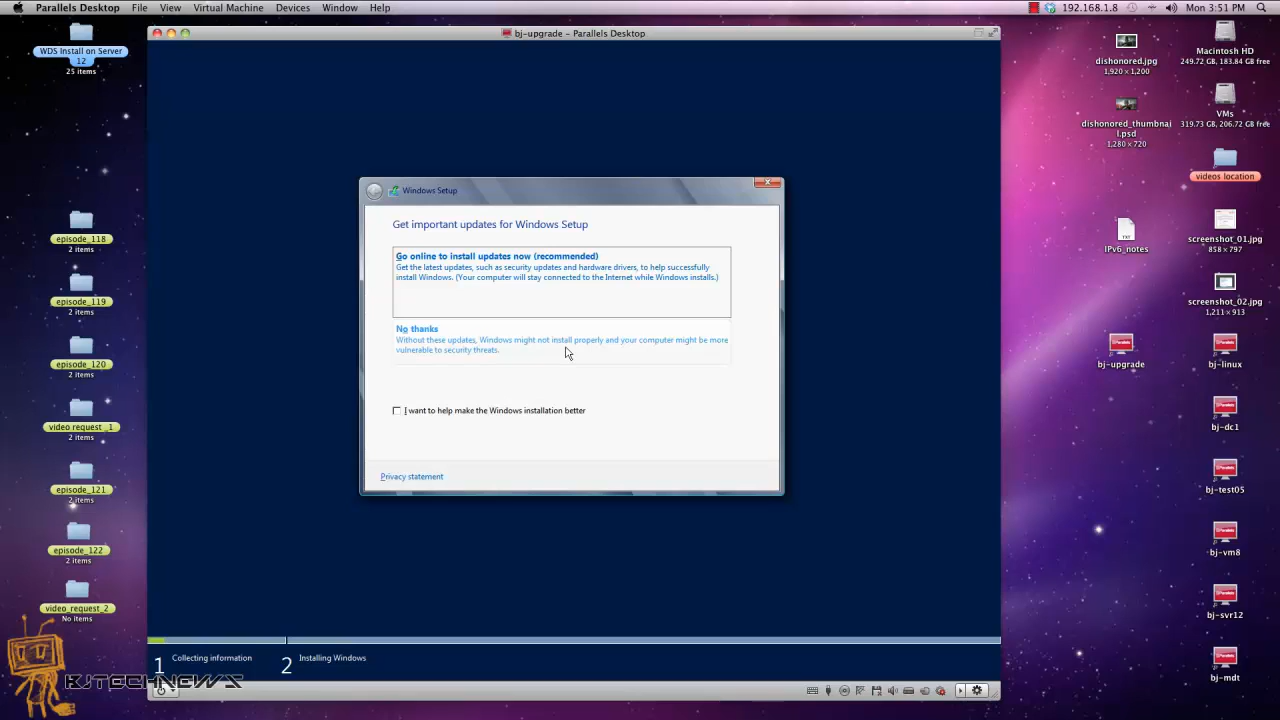 Parallels Desktop File View Virtual Machine Devices Window Help 192.168.1.8 Mon 3:51 PM
bj-upgrade - Parallels Desktop
WDS Install on Server
12
25 items
episode_118
2 items
episode_119
2 items
episode_120
2 items
video request _1
2 items
episode_121
2 items
episode_122
2 items
video_request_2
No items
Windows Setup
Get important updates for Windows Setup
Go online to install updates now (recommended)
Get the latest updates, such as security updates and hardware drivers, to help successfully
install Windows. (Your computer will stay connected to the Internet while Windows installs.)
No thanks
Without these updates, Windows might not install properly and your computer might be more
vulnerable to security threats.
I want to help make the Windows installation better
Privacy statement
1 Collecting information 2 Installing Windows
BJTECHNEWS
dishonored.jpg
1,920 × 1,200
dishonored_thumbnai
l.psd
1,280 × 720
IPv6_notes
bj-upgrade
Macintosh HD
249.72 GB, 183.84 GB free
VMs
319.73 GB, 206.72 GB free
videos location
screenshot_01.jpg
858 × 797
screenshot_02.jpg
1,211 × 913
bj-linux
bj-dc1
bj-test05
bj-vm8
bj-svr12
bj-mdt